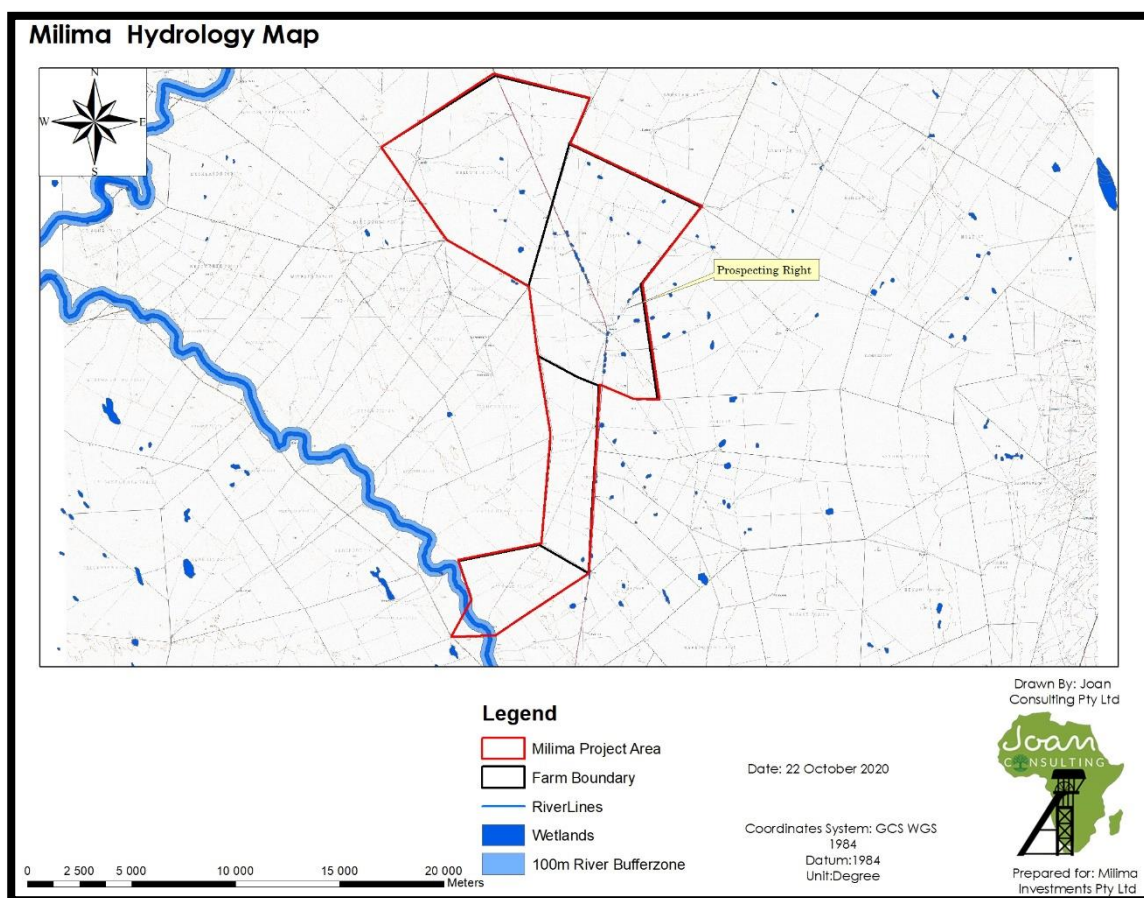 Milima Hydrology Map
N
W
E
S
Prospecting Right
Legend
Milima Project Area
Farm Boundary
RiverLines
Wetlands
100m River Bufferzone
0 2 500 5 000 10 000 15 000 20 000
Meters
Date: 22 October 2020
Coordinates System: GCS WGS
1984
Datum:1984
Unit:Degree
Drawn By: Joan
Consulting Pty Ltd
Joan
CONSULTING
Prepared for: Milima
Investments Pty Ltd